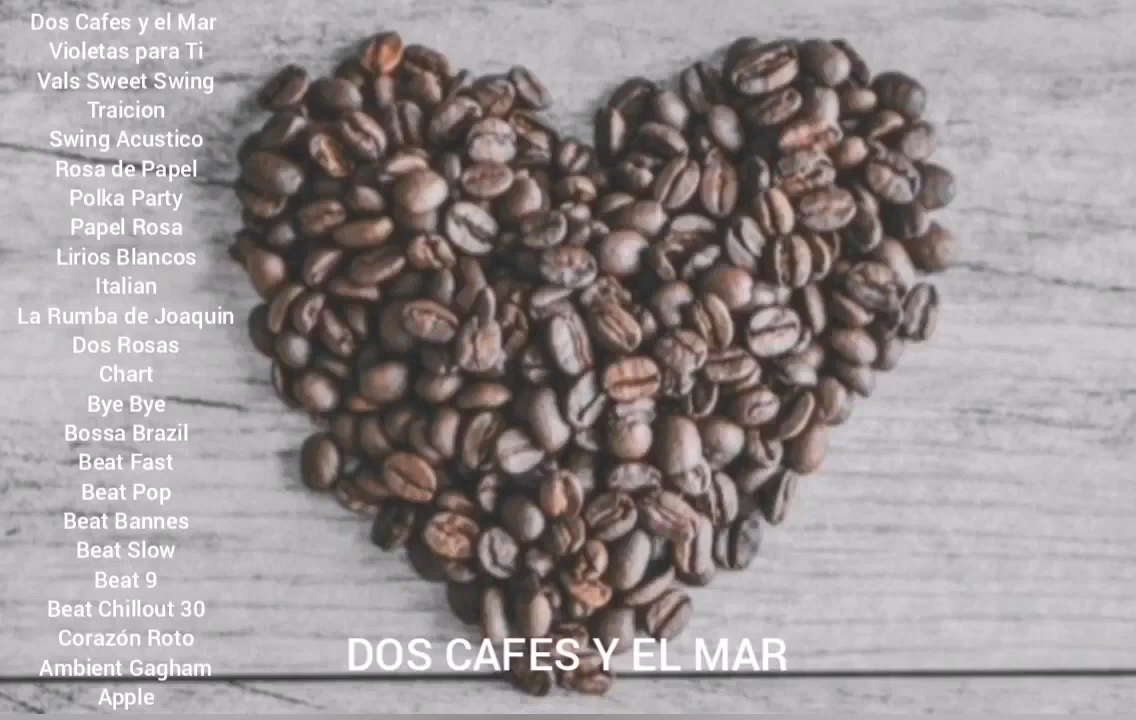 Dos Cafes y el Mar
Violetas para Ti
Vals Sweet Swing
Traicion
Swing Acustico
Rosa de Papel
Polka Party
Papel Rosa
Lirios Blancos
Italian
La Rumba de Joaquin
Dos Rosas
Chart
Bye Bye
Bossa Brazil
Beat Fast
Beat Pop
Beat Bannes
Beat Slow
Beat 9
Beat Chillout 30
Corazón Roto
Ambient Gagham
Apple
DOS CAFES Y EL MAR